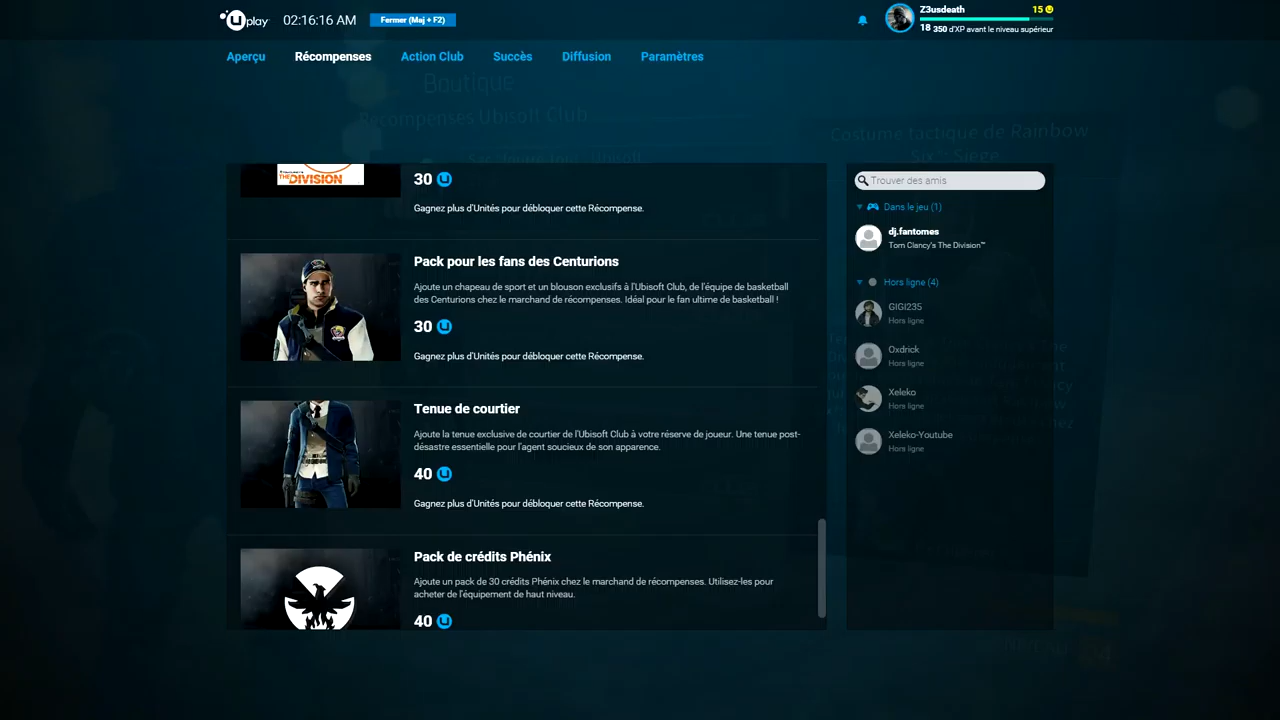 uplay 02:16:16 AM Fermer (Maj + F2)
Z3usdeath 15
18 350 d'XP avant le niveau supérieur
Aperçu Récompenses Action Club Succès Diffusion Paramètres
Boutique
Récompenses Ubisoft Club
Costume tactique de Rainbow
Six Siege
THE DIVISION
30
Gagnez plus d'Unités pour débloquer cette Récompense.
Pack pour les fans des Centurions
Ajoute un chapeau de sport et un blouson exclusifs à l'Ubisoft Club, de l'équipe de basketball
des Centurions chez le marchand de récompenses. Idéal pour le fan ultime de basketball !
30
Gagnez plus d'Unités pour débloquer cette Récompense.
Tenue de courtier
Ajoute la tenue exclusive de courtier de l'Ubisoft Club à votre réserve de joueur. Une tenue post-
désastre essentielle pour l'agent soucieux de son apparence.
40
Gagnez plus d'Unités pour débloquer cette Récompense.
Pack de crédits Phénix
Ajoute un pack de 30 crédits Phénix chez le marchand de récompenses. Utilisez-les pour
acheter de l'équipement de haut niveau.
40
Trouver des amis
Dans le jeu (1)
dj.fantomes
Tom Clancy's The Division™
Hors ligne (4)
GIGI235
Hors ligne
Oxdrick
Hors ligne
Xeleko
Hors ligne
Xeleko-Youtube
Hors ligne
NIVEAU